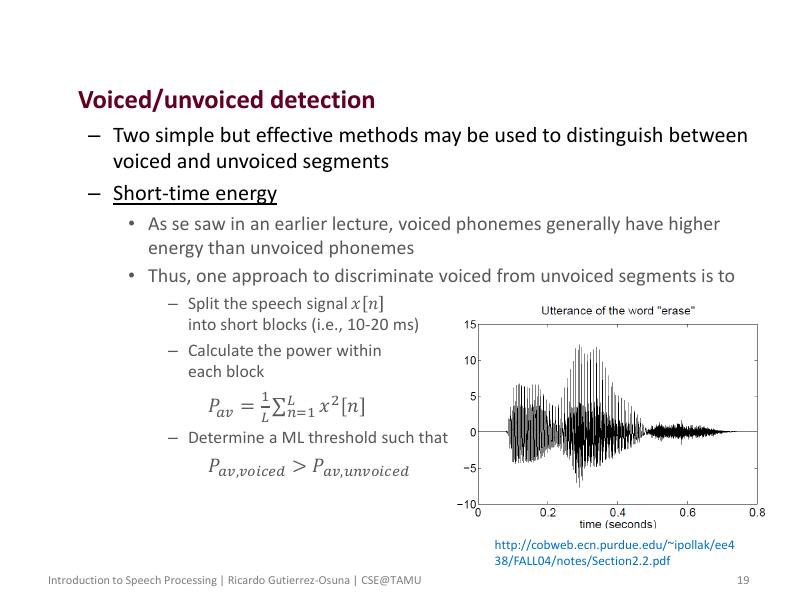 Voiced/unvoiced detection
– Two simple but effective methods may be used to distinguish between
voiced and unvoiced segments
– Short-time energy
• As se saw in an earlier lecture, voiced phonemes generally have higher
energy than unvoiced phonemes
• Thus, one approach to discriminate voiced from unvoiced segments is to
– Split the speech signal 𝑥[𝑛]
into short blocks (i.e., 10-20 ms)
– Calculate the power within
each block
𝑃𝑎𝑣 = 1/𝐿 ∑ᴸₙ₌₁ 𝑥²[𝑛]
– Determine a ML threshold such that
𝑃𝑎𝑣,𝑣𝑜𝑖𝑐𝑒𝑑 > 𝑃𝑎𝑣,𝑢𝑛𝑣𝑜𝑖𝑐𝑒𝑑
Utterance of the word "erase"
15
10
5
0
−5
−10
0 0.2 0.4 0.6 0.8
time (seconds)
http://cobweb.ecn.purdue.edu/~ipollak/ee4
38/FALL04/notes/Section2.2.pdf
Introduction to Speech Processing | Ricardo Gutierrez-Osuna | CSE@TAMU 19